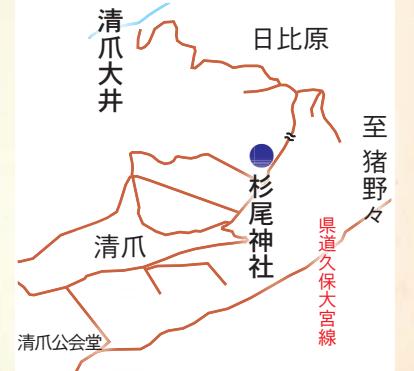 清爪大井
日比原
至 猪野々
杉尾神社
清爪
県道久保大宮線
清爪公会堂